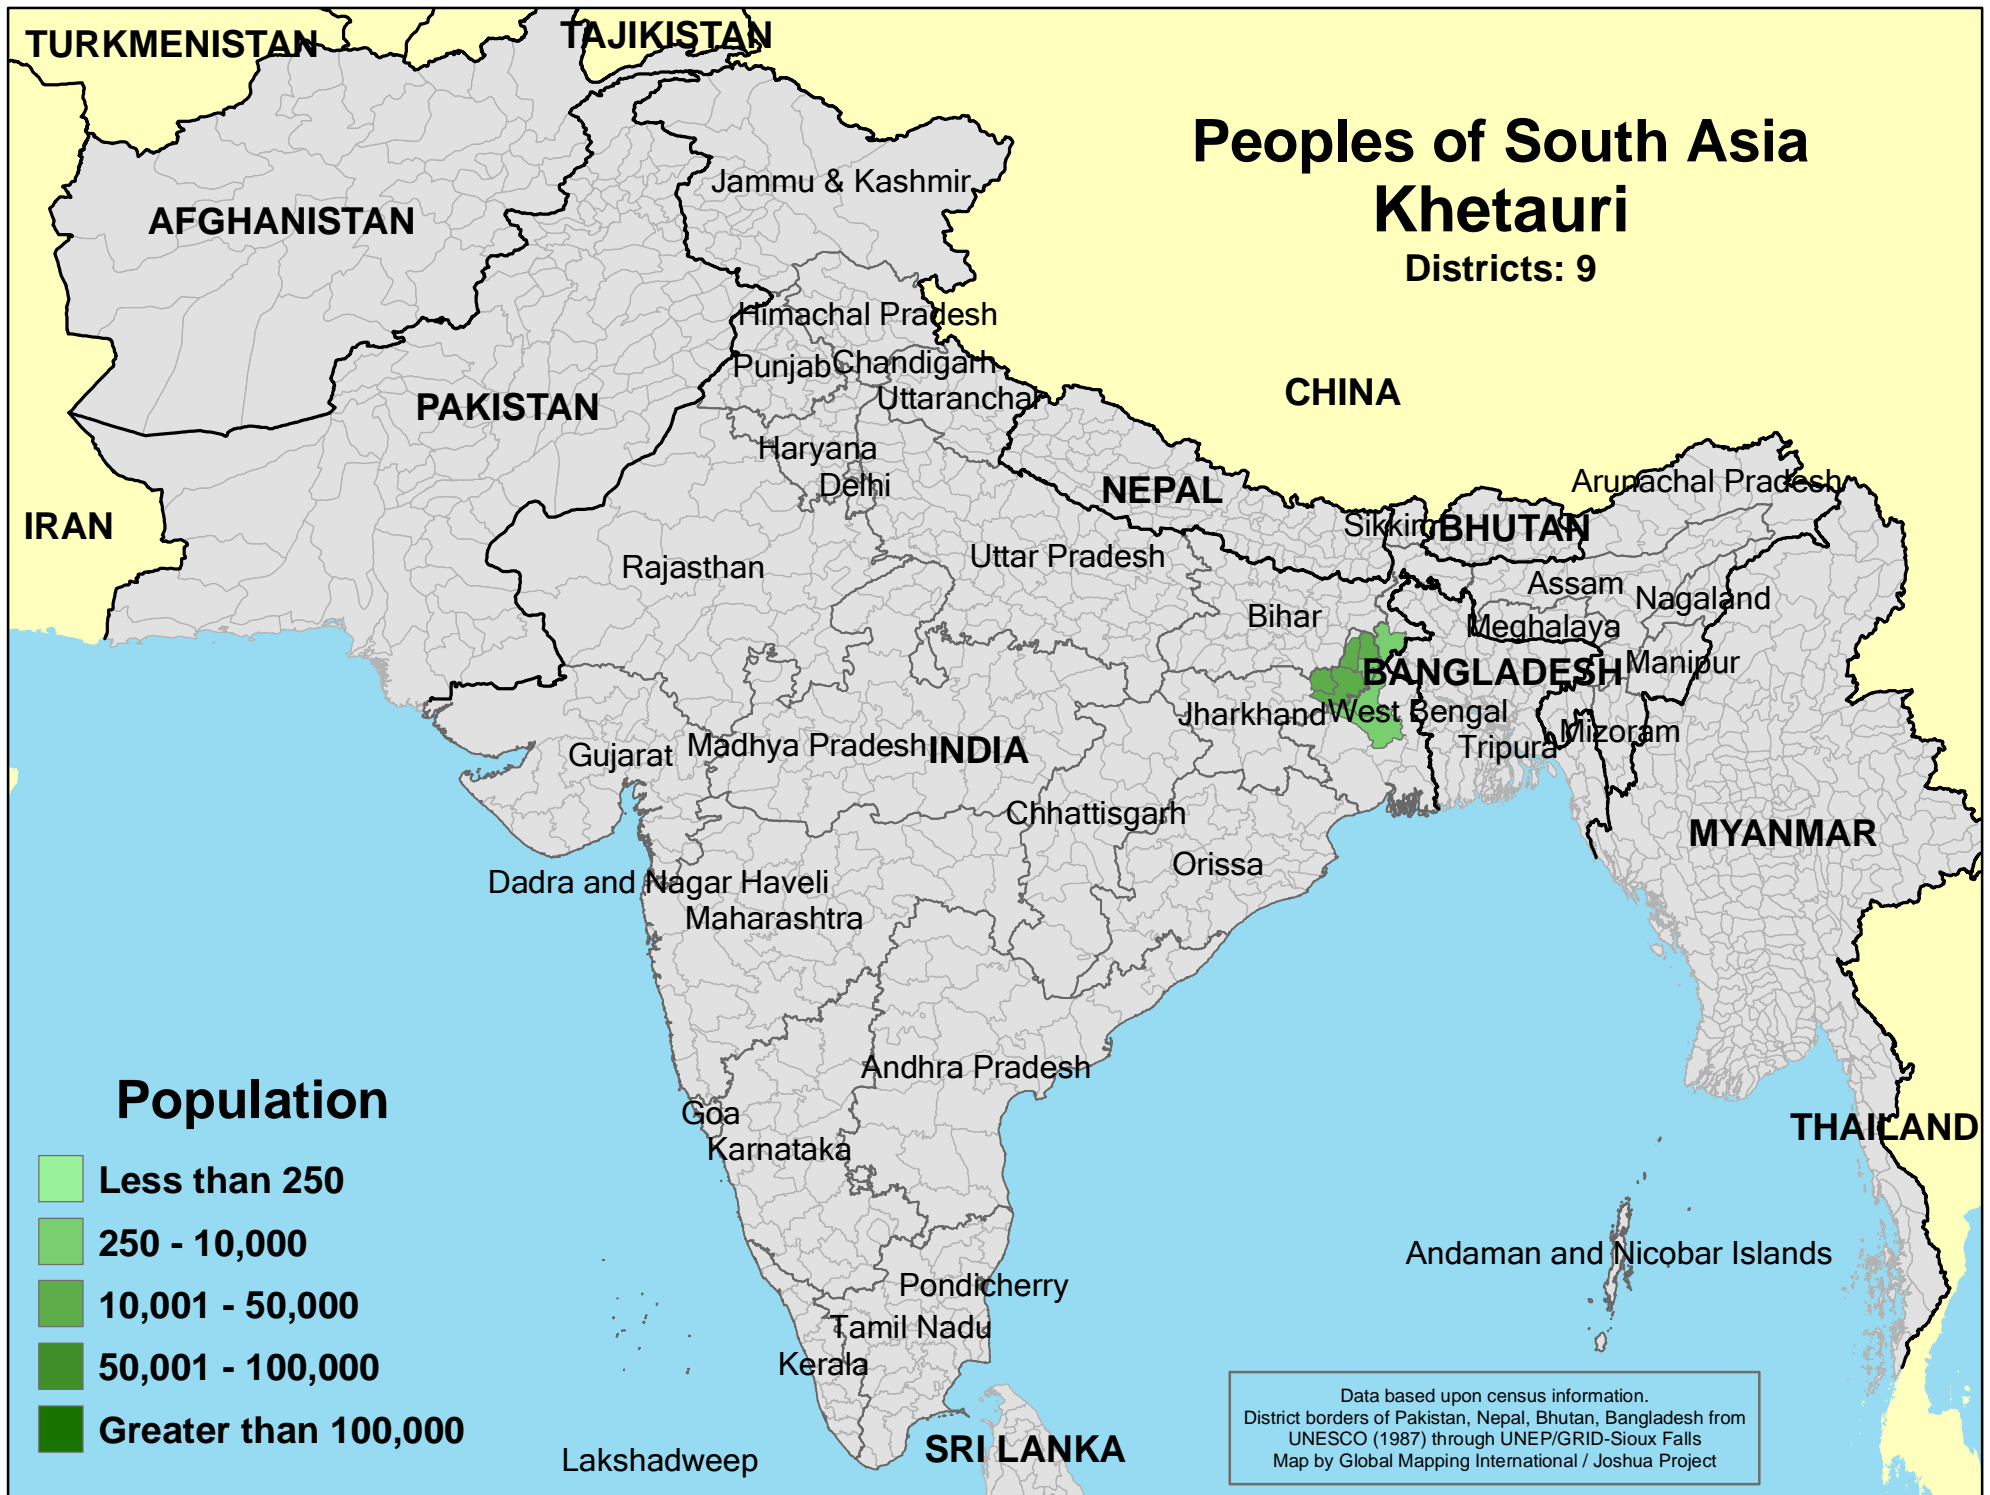 Peoples of South Asia
Khetauri
Districts: 9
TURKMENISTAN
TAJIKISTAN
Jammu & Kashmir
AFGHANISTAN
Himachal Pradesh
Punjab
Chandigarh
Uttaranchal
CHINA
PAKISTAN
Haryana
Delhi
NEPAL
Arunachal Pradesh
IRAN
Sikkim
BHUTAN
Uttar Pradesh
Rajasthan
Assam
Nagaland
Bihar
Meghalaya
BANGLADESH
Manipur
Jharkhand
West Bengal
Mizoram
Tripura
Gujarat
Madhya Pradesh
INDIA
Chhattisgarh
MYANMAR
Orissa
Dadra and Nagar Haveli
Maharashtra
Andhra Pradesh
Goa
Karnataka
THAILAND
Andaman and Nicobar Islands
Pondicherry
Tamil Nadu
Kerala
Lakshadweep
SRI LANKA
Population
Less than 250
250 - 10,000
10,001 - 50,000
50,001 - 100,000
Greater than 100,000
Data based upon census information.
District borders of Pakistan, Nepal, Bhutan, Bangladesh from
UNESCO (1987) through UNEP/GRID-Sioux Falls
Map by Global Mapping International / Joshua Project